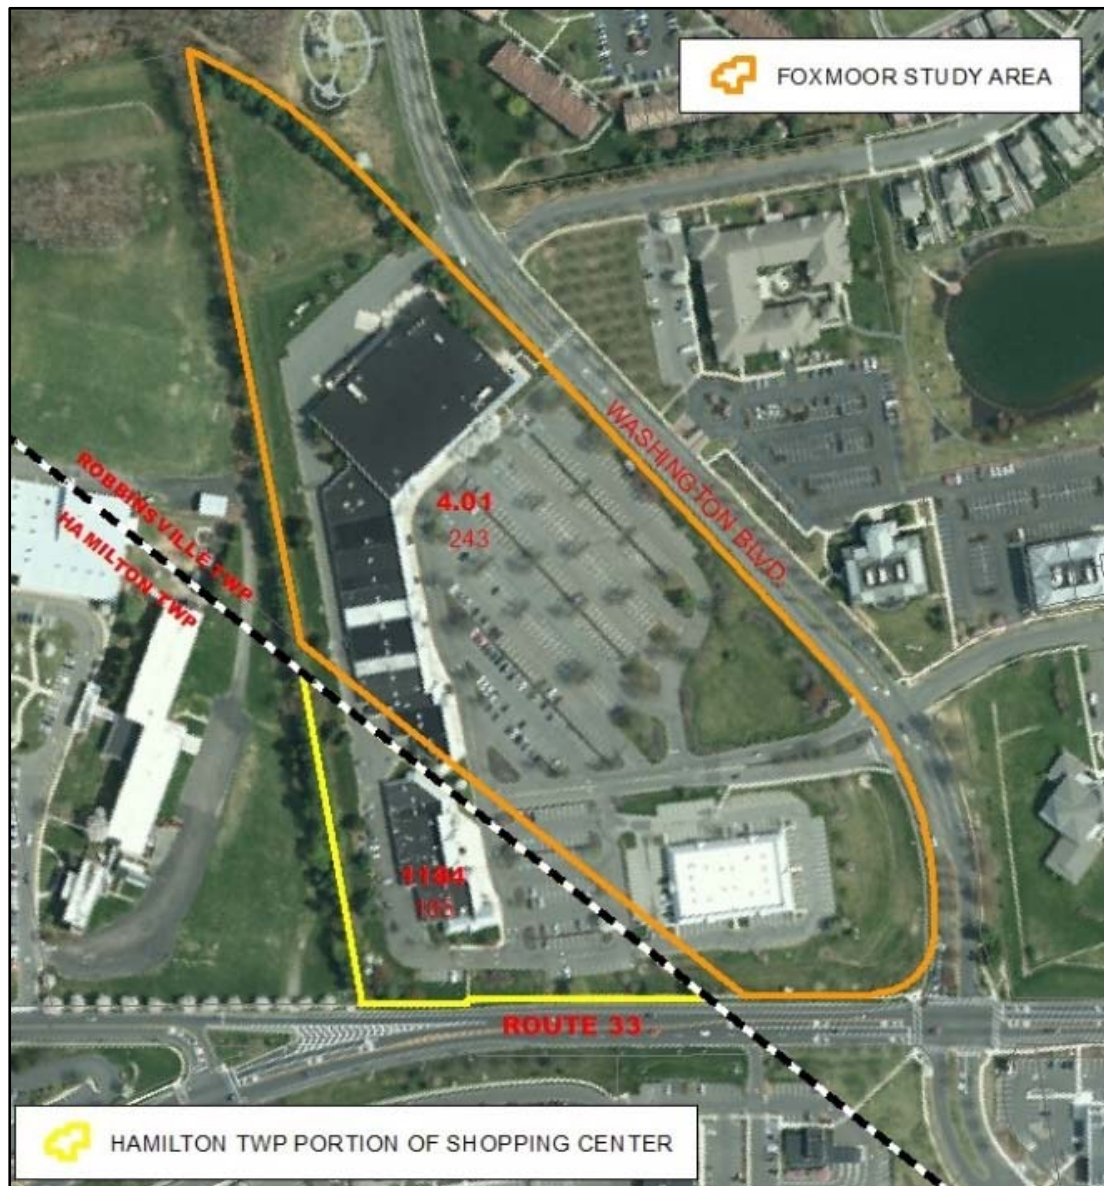 FOXMOOR STUDY AREA
WASHINGTON BLVD.
4.01
243
ROBBINSVILLE TWP
HAMILTON TWP
ROUTE 33
HAMILTON TWP PORTION OF SHOPPING CENTER